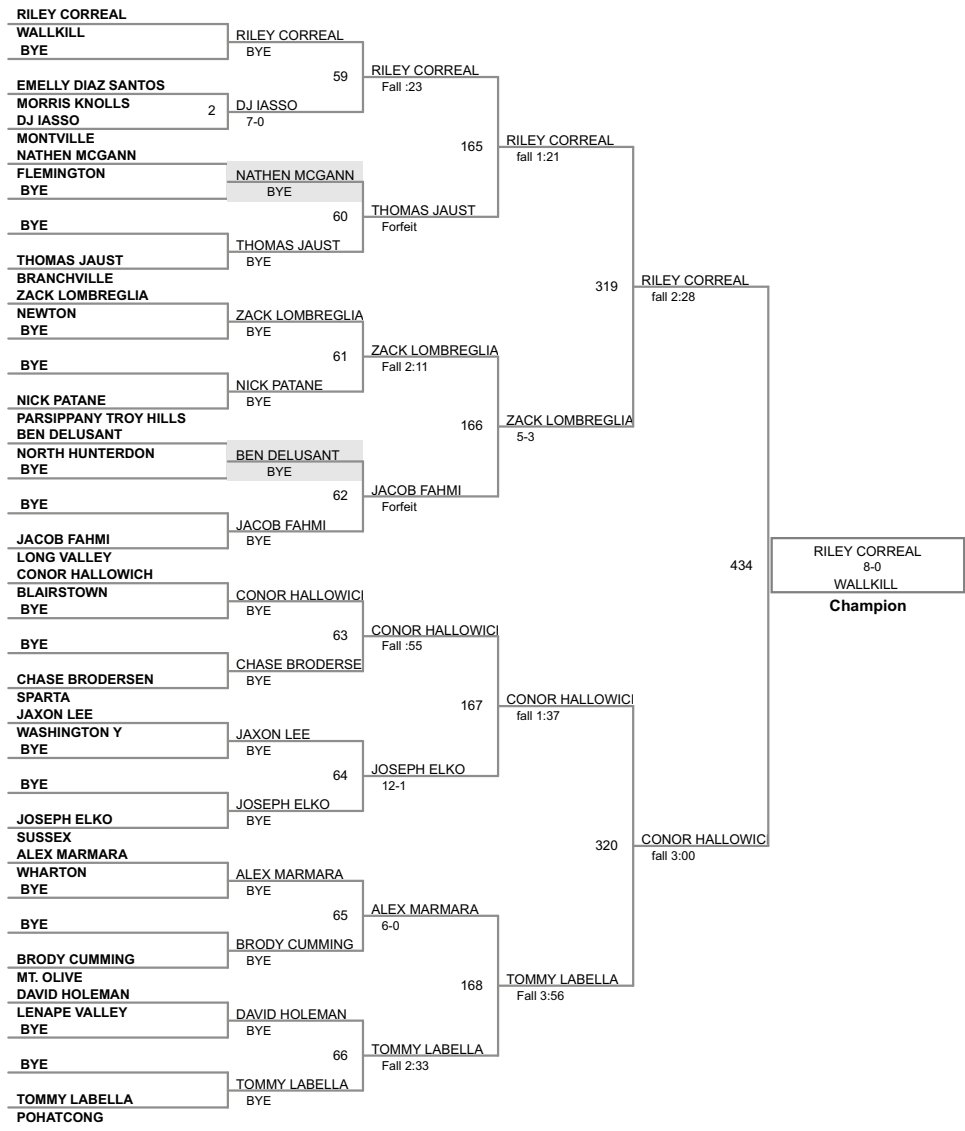 RILEY CORREAL
WALLKILL
BYE
EMELLY DIAZ SANTOS
MORRIS KNOLLS
DJ IASSO
MONTVILLE
NATHEN MCGANN
FLEMINGTON
BYE
BYE
THOMAS JAUST
BRANCHVILLE
ZACK LOMBREGLIA
NEWTON
BYE
BYE
NICK PATANE
PARSIPPANY TROY HILLS
BEN DELUSANT
NORTH HUNTERDON
BYE
BYE
JACOB FAHMI
LONG VALLEY
CONOR HALLOWICH
BLAIRSTOWN
BYE
BYE
CHASE BRODERSEN
SPARTA
JAXON LEE
WASHINGTON Y
BYE
BYE
JOSEPH ELKO
SUSSEX
ALEX MARMARA
WHARTON
BYE
BYE
BRODY CUMMING
MT. OLIVE
DAVID HOLEMAN
LENAPE VALLEY
BYE
BYE
TOMMY LABELLA
POHATCONG
RILEY CORREAL
BYE
2
DJ IASSO
7-0
NATHEN MCGANN
BYE
THOMAS JAUST
BYE
ZACK LOMBREGLIA
BYE
NICK PATANE
BYE
BEN DELUSANT
BYE
JACOB FAHMI
BYE
CONOR HALLOWICI
BYE
CHASE BRODERSE
BYE
JAXON LEE
BYE
JOSEPH ELKO
BYE
ALEX MARMARA
BYE
BRODY CUMMING
BYE
DAVID HOLEMAN
BYE
TOMMY LABELLA
BYE
59
RILEY CORREAL
Fall :23
60
THOMAS JAUST
Forfeit
61
ZACK LOMBREGLIA
Fall 2:11
62
JACOB FAHMI
Forfeit
63
CONOR HALLOWICI
Fall :55
64
JOSEPH ELKO
12-1
65
ALEX MARMARA
6-0
66
TOMMY LABELLA
Fall 2:33
165
RILEY CORREAL
fall 1:21
166
ZACK LOMBREGLIA
5-3
167
CONOR HALLOWICI
fall 1:37
168
TOMMY LABELLA
Fall 3:56
319
RILEY CORREAL
fall 2:28
320
CONOR HALLOWIC
fall 3:00
434
RILEY CORREAL
8-0
WALLKILL
Champion